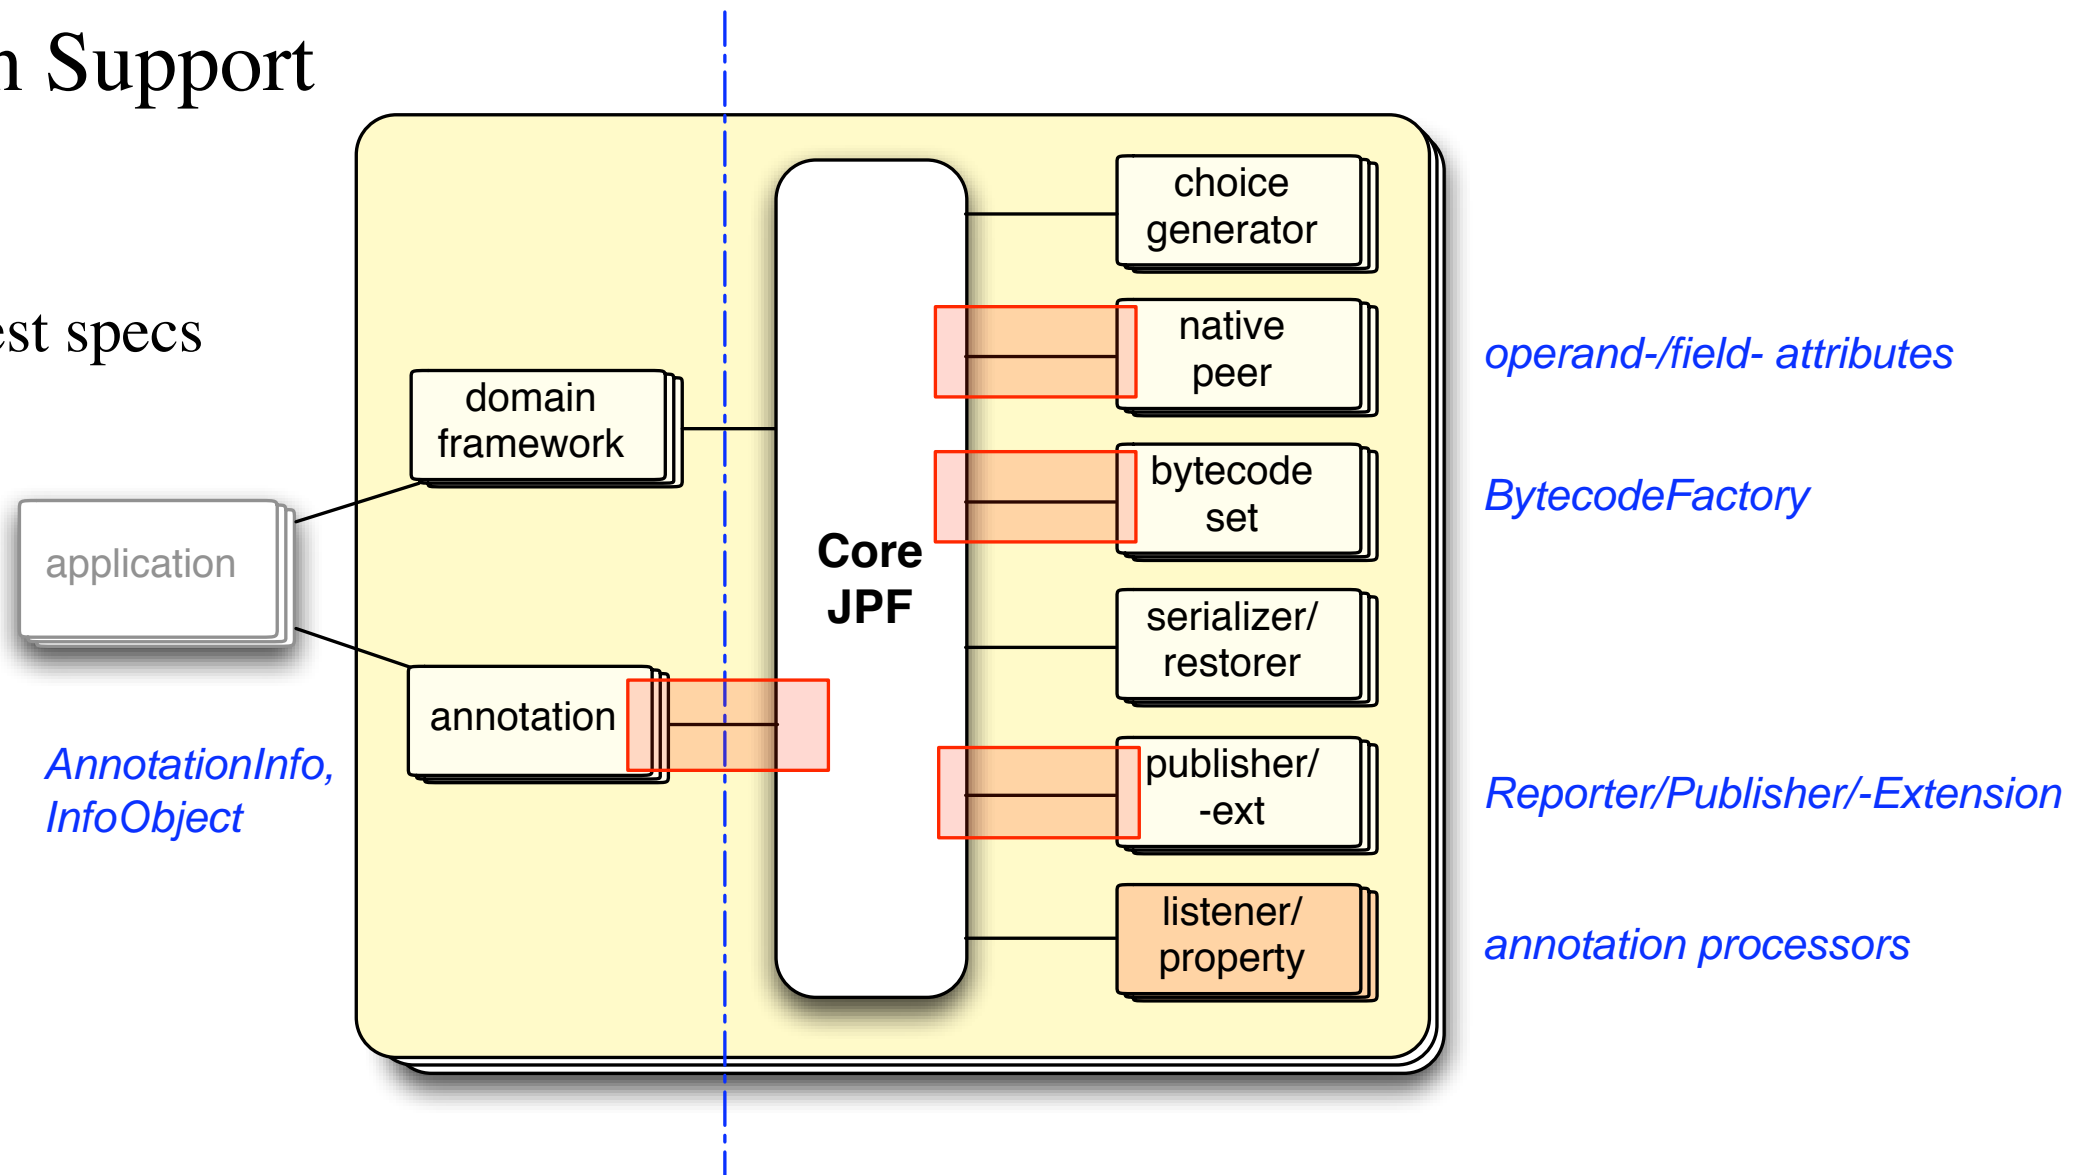 n Support
est specs
choice
generator
native
peer
operand-/field- attributes
domain
framework
bytecode
set
BytecodeFactory
application
Core
JPF
serializer/
restorer
annotation
AnnotationInfo,
InfoObject
publisher/
-ext
Reporter/Publisher/-Extension
listener/
property
annotation processors